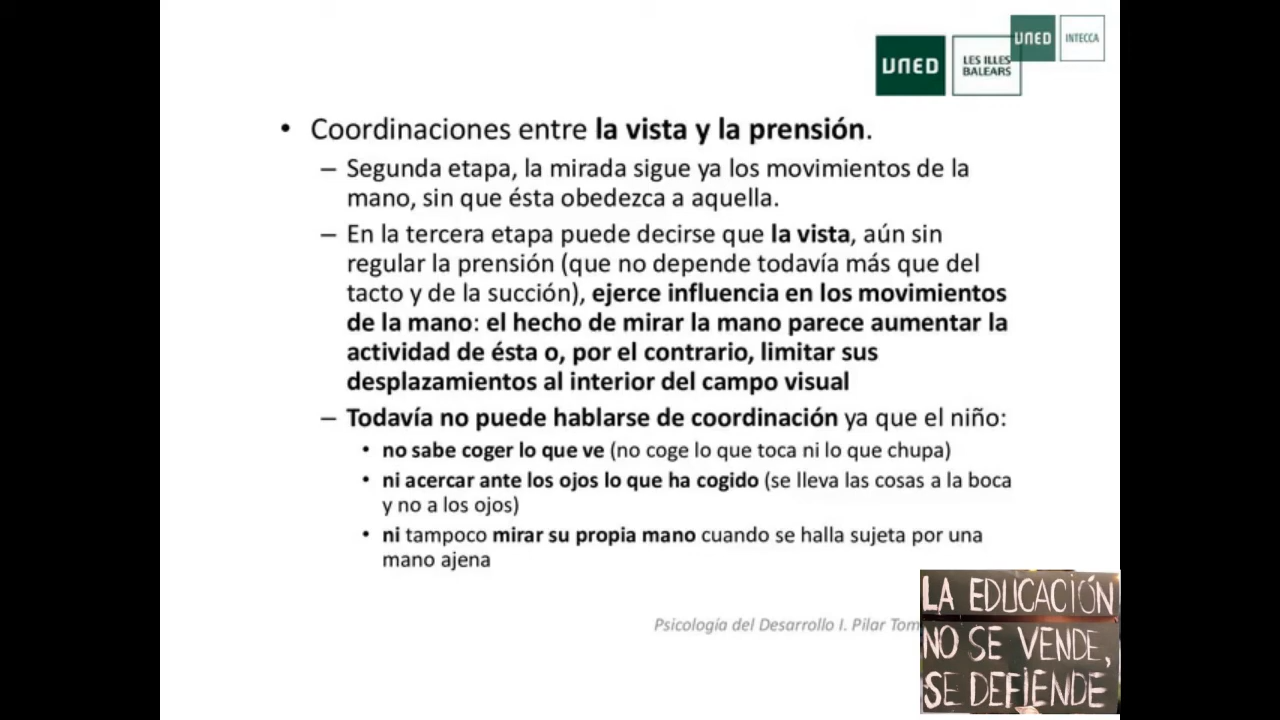 UNED
INTECCA
UNED
LES ILLES
BALEARS
• Coordinaciones entre la vista y la prensión.
– Segunda etapa, la mirada sigue ya los movimientos de la
mano, sin que ésta obedezca a aquella.
– En la tercera etapa puede decirse que la vista, aún sin
regular la prensión (que no depende todavía más que del
tacto y de la succión), ejerce influencia en los movimientos
de la mano: el hecho de mirar la mano parece aumentar la
actividad de ésta o, por el contrario, limitar sus
desplazamientos al interior del campo visual
– Todavía no puede hablarse de coordinación ya que el niño:
• no sabe coger lo que ve (no coge lo que toca ni lo que chupa)
• ni acercar ante los ojos lo que ha cogido (se lleva las cosas a la boca
y no a los ojos)
• ni tampoco mirar su propia mano cuando se halla sujeta por una
mano ajena
Psicología del Desarrollo I. Pilar
LA EDUCACIÓN
NO SE VENDE,
SE DEFIENDE